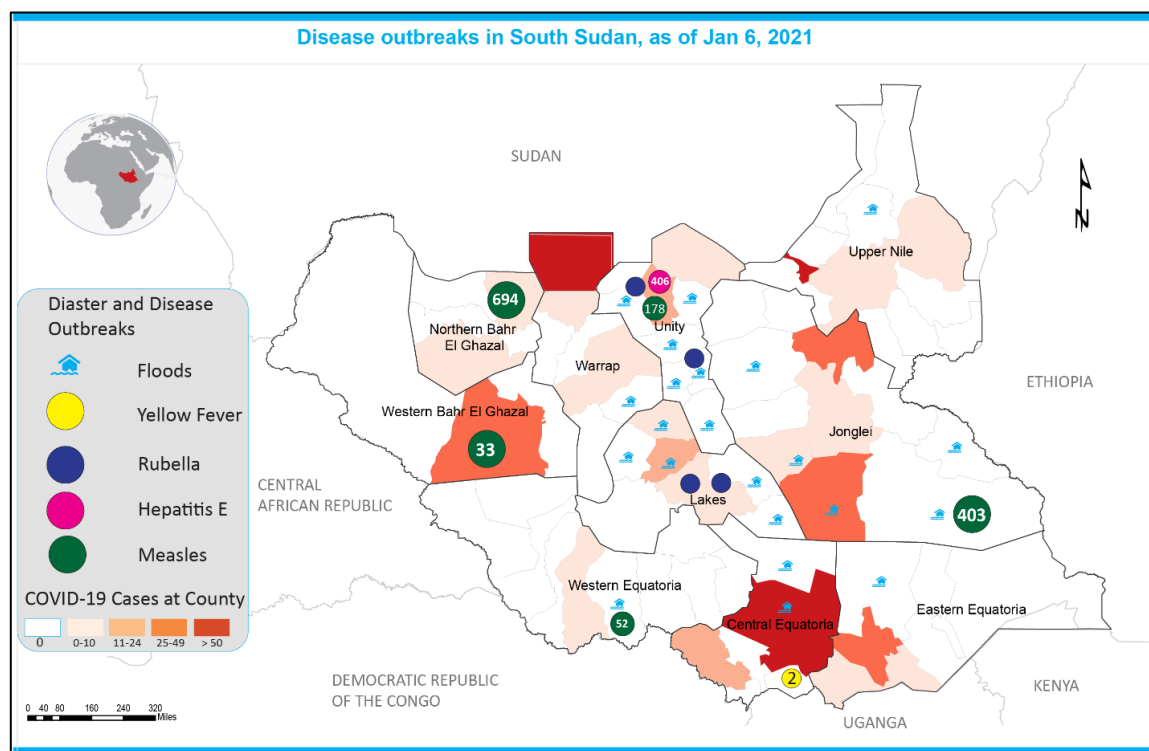 Disease outbreaks in South Sudan, as of Jan 6, 2021
SUDAN
N
Upper Nile
406
694
178
Northern Bahr
El Ghazal
Unity
Warrap
ETHIOPIA
Western Bahr El Ghazal
Jonglei
33
CENTRAL
AFRICAN REPUBLIC
Lakes
403
Western Equatoria
Eastern Equatoria
Central Equatoria
52
2
DEMOCRATIC REPUBLIC
OF THE CONGO
KENYA
UGANDA
Diaster and Disease
Outbreaks
Floods
Yellow Fever
Rubella
Hepatitis E
Measles
COVID-19 Cases at County
0 0-10 11-24 25-49 > 50
0 40 80 160 240 320
Miles